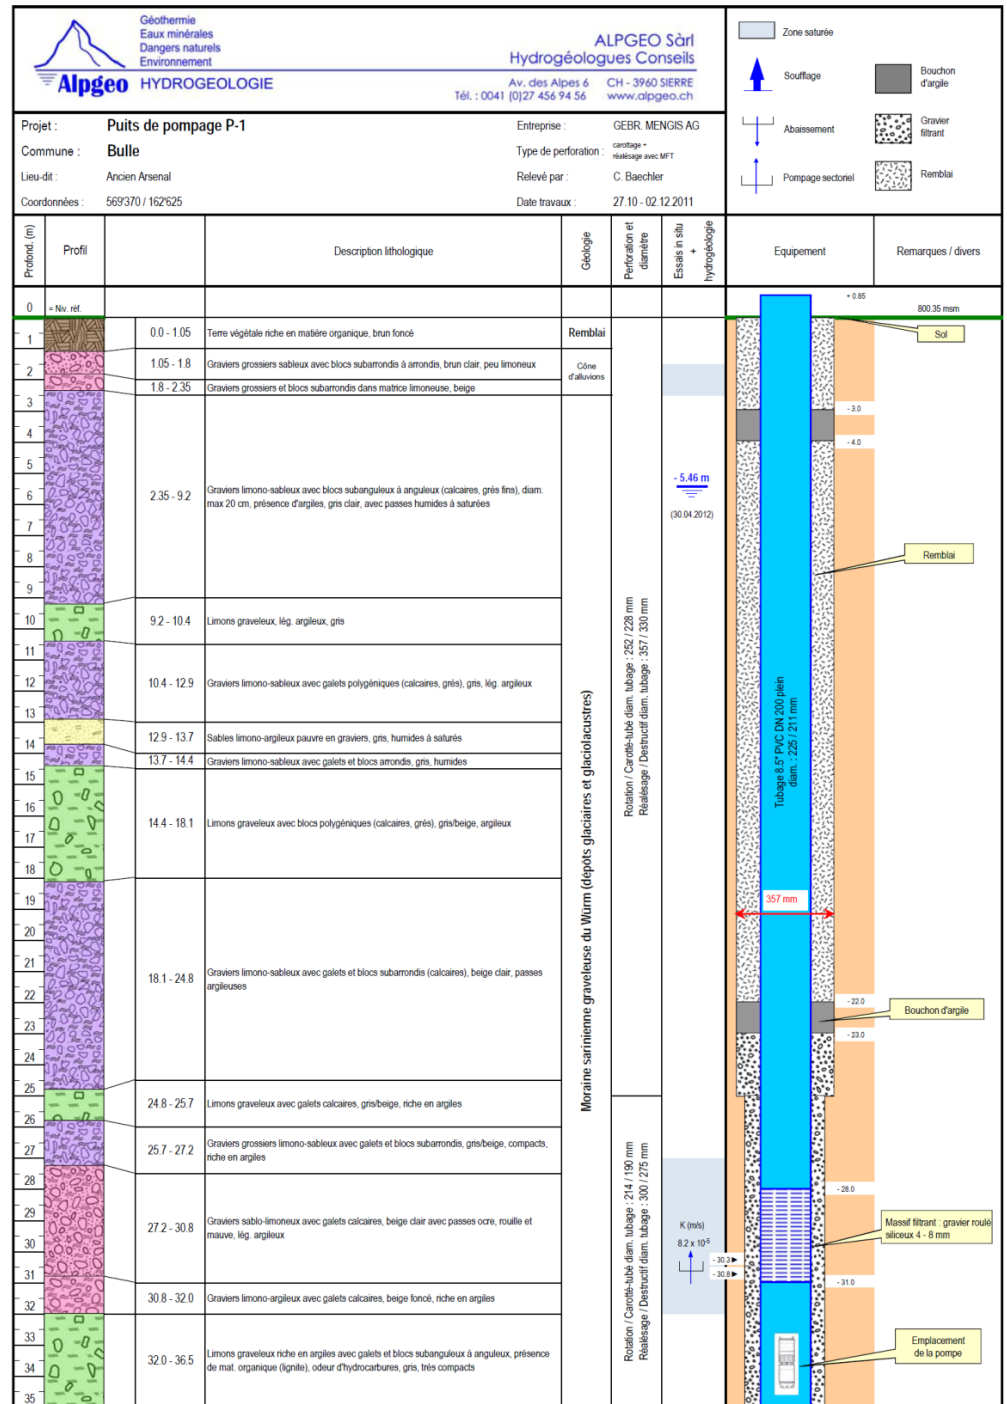 Géothermie
Eaux minérales
Dangers naturels
Environnement
Alpgeo HYDROGEOLOGIE
ALPGEO Sàrl
Hydrogéologues Conseils
Av. des Alpes 6 CH - 3960 SIERRE
Tél. : 0041 (0)27 456 94 56 www.alpgeo.ch
Zone saturée
Soufflage
Bouchon
d'argile
Abaissement
Gravier
filtrant
Pompage sectoriel
Remblai
Projet : Puits de pompage P-1
Entreprise : GEBR. MENGIS AG
Commune : Bulle
Type de perforation : carottage +
réalésage avec MFT
Lieu-dit : Ancien Arsenal
Relevé par : C. Baechler
Coordonnées : 569'370 / 162'625
Date travaux : 27.10 - 02.12.2011
Profond. (m)
Profil
Description lithologique
Géologie
Perforation et
diamètre
Essais in situ
+
hydrogéologie
Equipement
Remarques / divers
0 = Niv. réf.
+ 0.85
800.35 msm
Sol
1
0.0 - 1.05 Terre végétale riche en matière organique, brun foncé
Remblai
2
1.05 - 1.8 Graviers grossiers sableux avec blocs subarrondis à arrondis, brun clair, peu limoneux
Cône
d'alluvions
1.8 - 2.35 Graviers grossiers et blocs subarrondis dans matrice limoneuse, beige
3
- 3.0
4
- 4.0
5
6
7
8
9
2.35 - 9.2 Graviers limono-sableux avec blocs subanguleux à anguleux (calcaires, grès fins), diam.
max 20 cm, présence d'argiles, gris clair, avec passes humides à saturées
- 5.46 m
(30.04.2012)
Remblai
10
9.2 - 10.4 Limons graveleux, lég. argileux, gris
11
12
13
10.4 - 12.9 Graviers limono-sableux avec galets polygéniques (calcaires, grès), gris, lég. argileux
14
12.9 - 13.7 Sables limono-argileux pauvre en graviers, gris, humides à saturés
13.7 - 14.4 Graviers limono-sableux avec galets et blocs arrondis, gris, humides
15
16
17
18
14.4 - 18.1 Limons graveleux avec blocs polygéniques (calcaires, grès), gris/beige, argileux
Moraine sarinienne graveleuse du Würm (dépôts glaciaires et glaciolacustres)
Rotation / Carotté-tubé diam. tubage : 252 / 228 mm
Réalésage / Destructif diam. tubage : 357 / 330 mm
Tubage 8.5" PVC DN 200 plein
diam. : 225 / 211 mm
357 mm
19
20
21
22
23
24
18.1 - 24.8 Graviers limono-sableux avec galets et blocs subarrondis (calcaires), beige clair, passes
argileuses
- 22.0
Bouchon d'argile
- 23.0
25
24.8 - 25.7 Limons graveleux avec galets calcaires, gris/beige, riche en argiles
26
27
25.7 - 27.2 Graviers grossiers limono-sableux avec galets et blocs subarrondis, gris/beige, compacts,
riche en argiles
28
29
30
31
27.2 - 30.8 Graviers sablo-limoneux avec galets calcaires, beige clair avec passes ocre, rouille et
mauve, lég. argileux
- 28.0
K (m/s)
8.2 x 10⁻⁵
- 30.3
- 30.8
Massif filtrant : gravier roulé
siliceux 4 - 8 mm
32
30.8 - 32.0 Graviers limono-argileux avec galets calcaires, beige foncé, riche en argiles
- 31.0
Rotation / Carotté-tubé diam. tubage : 214 / 190 mm
Réalésage / Destructif diam. tubage : 300 / 275 mm
33
34
35
32.0 - 36.5 Limons graveleux riche en argiles avec galets et blocs subanguleux à anguleux, présence
de mat. organique (lignite), odeur d'hydrocarbures, gris, très compacts
Emplacement
de la pompe